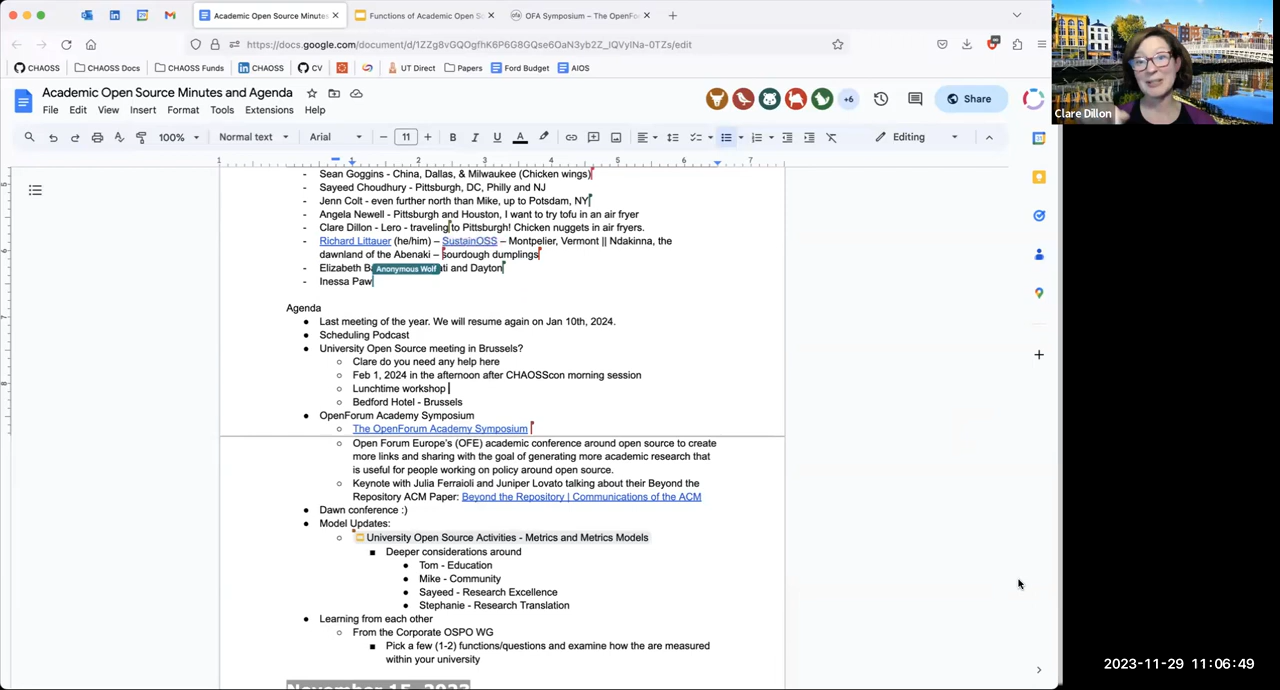 Academic Open Source Minutes
Functions of Academic Open S
OFA Symposium – The OpenFo
https://docs.google.com/document/d/1ZZg8vGQOgfhK6P6G8GQse6OaN3yb2Z_IQVyINa-0TZs/edit
CHAOSS
CHAOSS Docs
CHAOSS Funds
CHAOSS
CV
UT Direct
Papers
Ford Budget
AIOS
Academic Open Source Minutes and Agenda
File Edit View Insert Format Tools Extensions Help
+6
Share
100%
Normal text
Arial
11
Editing
Sean Goggins - China, Dallas, & Milwaukee (Chicken wings)
- Sayeed Choudhury - Pittsburgh, DC, Philly and NJ
- Jenn Colt - even further north than Mike, up to Potsdam, NY
- Angela Newell - Pittsburgh and Houston, I want to try tofu in an air fryer
- Clare Dillon - Lero - traveling to Pittsburgh! Chicken nuggets in air fryers.
- Richard Littauer (he/him) – SustainOSS – Montpelier, Vermont || Ndakinna, the
dawnland of the Abenaki – sourdough dumplings
- Elizabeth B Anonymous Wolf ti and Dayton
- Inessa Paw
Agenda
● Last meeting of the year. We will resume again on Jan 10th, 2024.
● Scheduling Podcast
● University Open Source meeting in Brussels?
○ Clare do you need any help here
○ Feb 1, 2024 in the afternoon after CHAOSScon morning session
○ Lunchtime workshop
○ Bedford Hotel - Brussels
● OpenForum Academy Symposium
○ The OpenForum Academy Symposium
○ Open Forum Europe's (OFE) academic conference around open source to create
more links and sharing with the goal of generating more academic research that
is useful for people working on policy around open source.
○ Keynote with Julia Ferraioli and Juniper Lovato talking about their Beyond the
Repository ACM Paper: Beyond the Repository | Communications of the ACM
● Dawn conference :)
● Model Updates:
○ University Open Source Activities - Metrics and Metrics Models
■ Deeper considerations around
● Tom - Education
● Mike - Community
● Sayeed - Research Excellence
● Stephanie - Research Translation
● Learning from each other
○ From the Corporate OSPO WG
■ Pick a few (1-2) functions/questions and examine how the are measured
within your university
November 15, 2023
Clare Dillon
2023-11-29 11:06:49